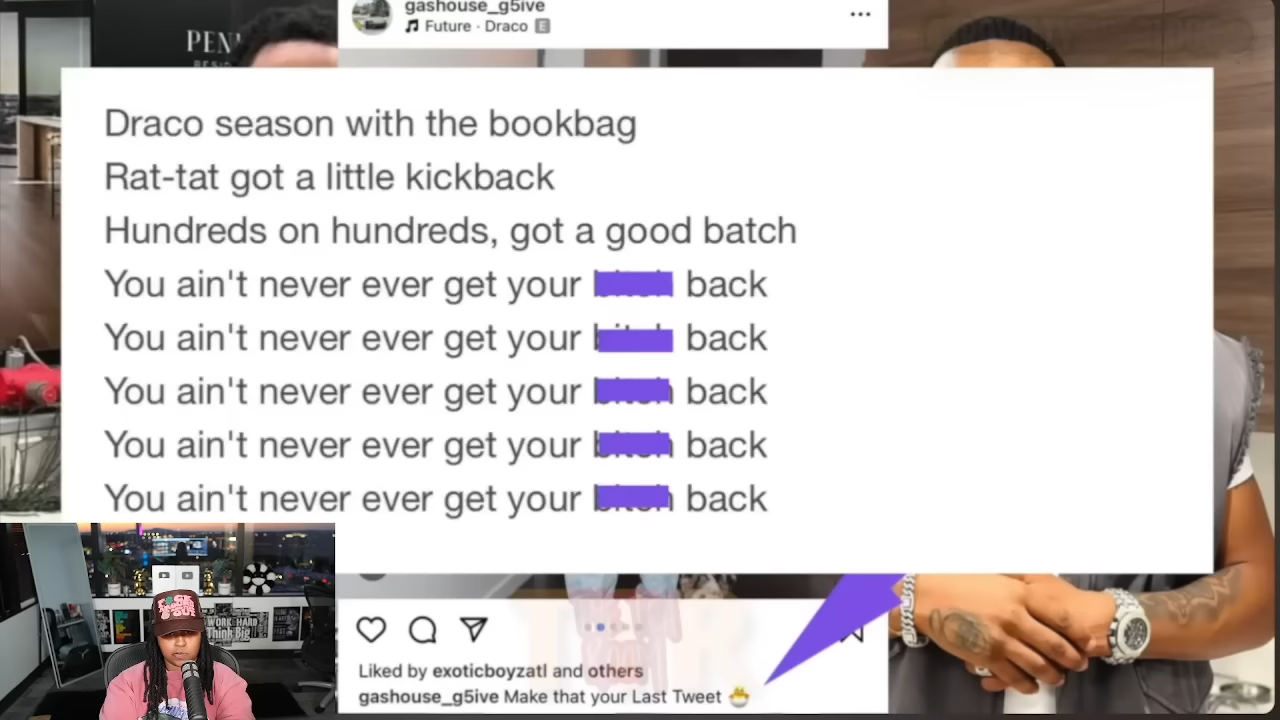 PEN
gashouse_g5ive
Future · Draco E
Draco season with the bookbag
Rat-tat got a little kickback
Hundreds on hundreds, got a good batch
You ain't never ever get your back
You ain't never ever get your back
You ain't never ever get your back
You ain't never ever get your back
You ain't never ever get your back
WORK HARD
Think Big
Liked by exoticboyzatl and others
gashouse_g5ive Make that your Last Tweet